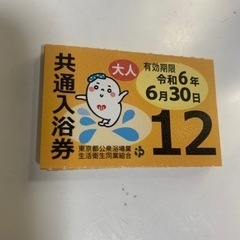 共通入浴券
大人
有効期限
令和6年
6月30日
12
東京都公衆浴場業
生活衛生同業組合
ゆ